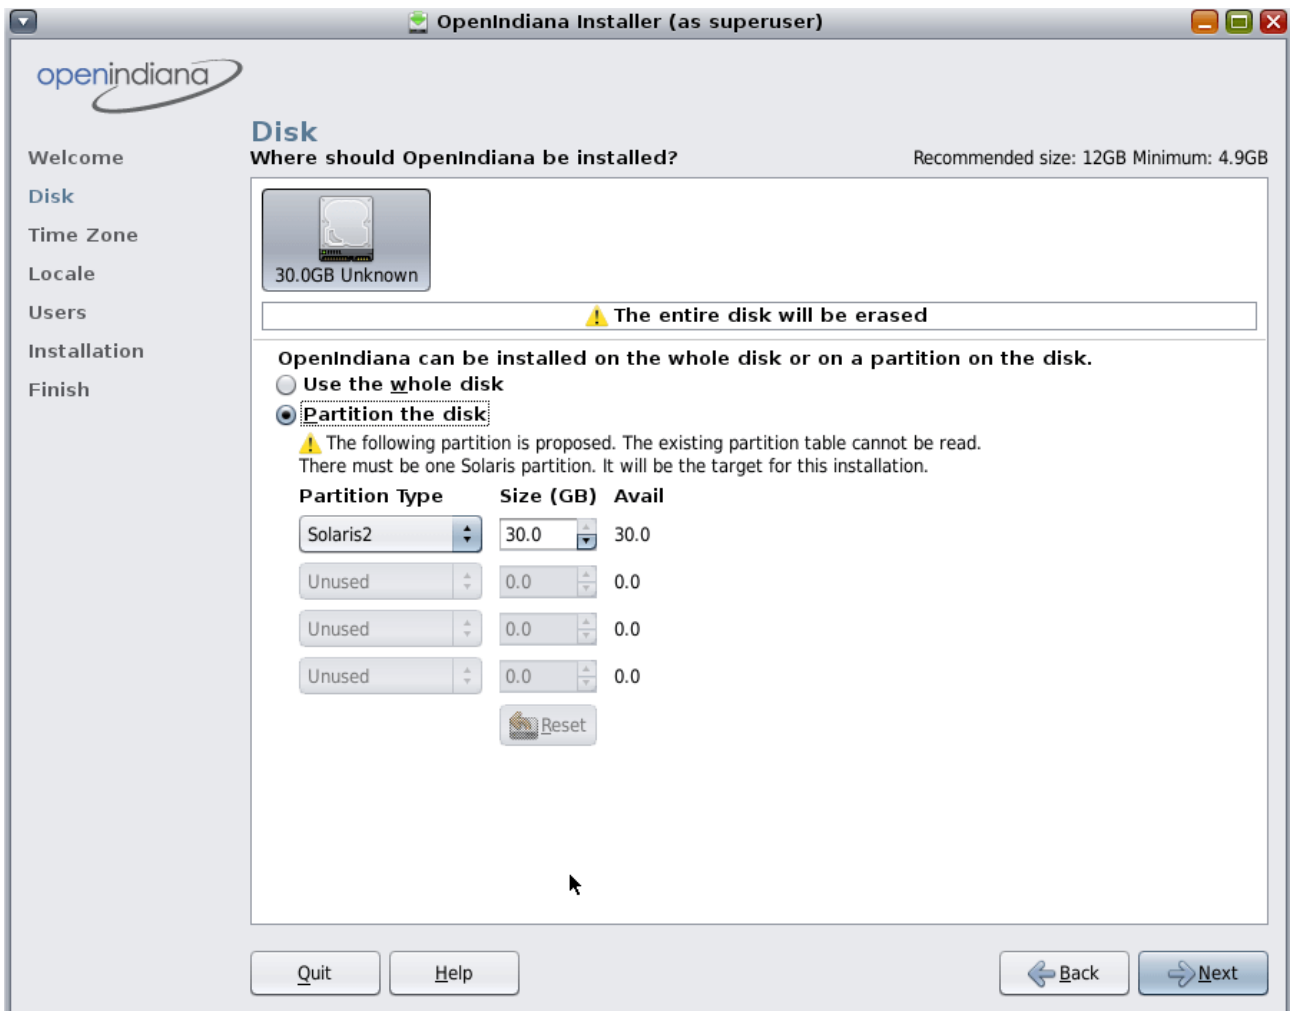 OpenIndiana Installer (as superuser)
openindiana
Disk
Where should OpenIndiana be installed?
Recommended size: 12GB Minimum: 4.9GB
Welcome
Disk
Time Zone
Locale
Users
Installation
Finish
30.0GB Unknown
The entire disk will be erased
OpenIndiana can be installed on the whole disk or on a partition on the disk.
Use the whole disk
Partition the disk
The following partition is proposed. The existing partition table cannot be read.
There must be one Solaris partition. It will be the target for this installation.
Partition Type Size (GB) Avail
Solaris2 30.0 30.0
Unused 0.0 0.0
Unused 0.0 0.0
Unused 0.0 0.0
Reset
Quit Help Back Next